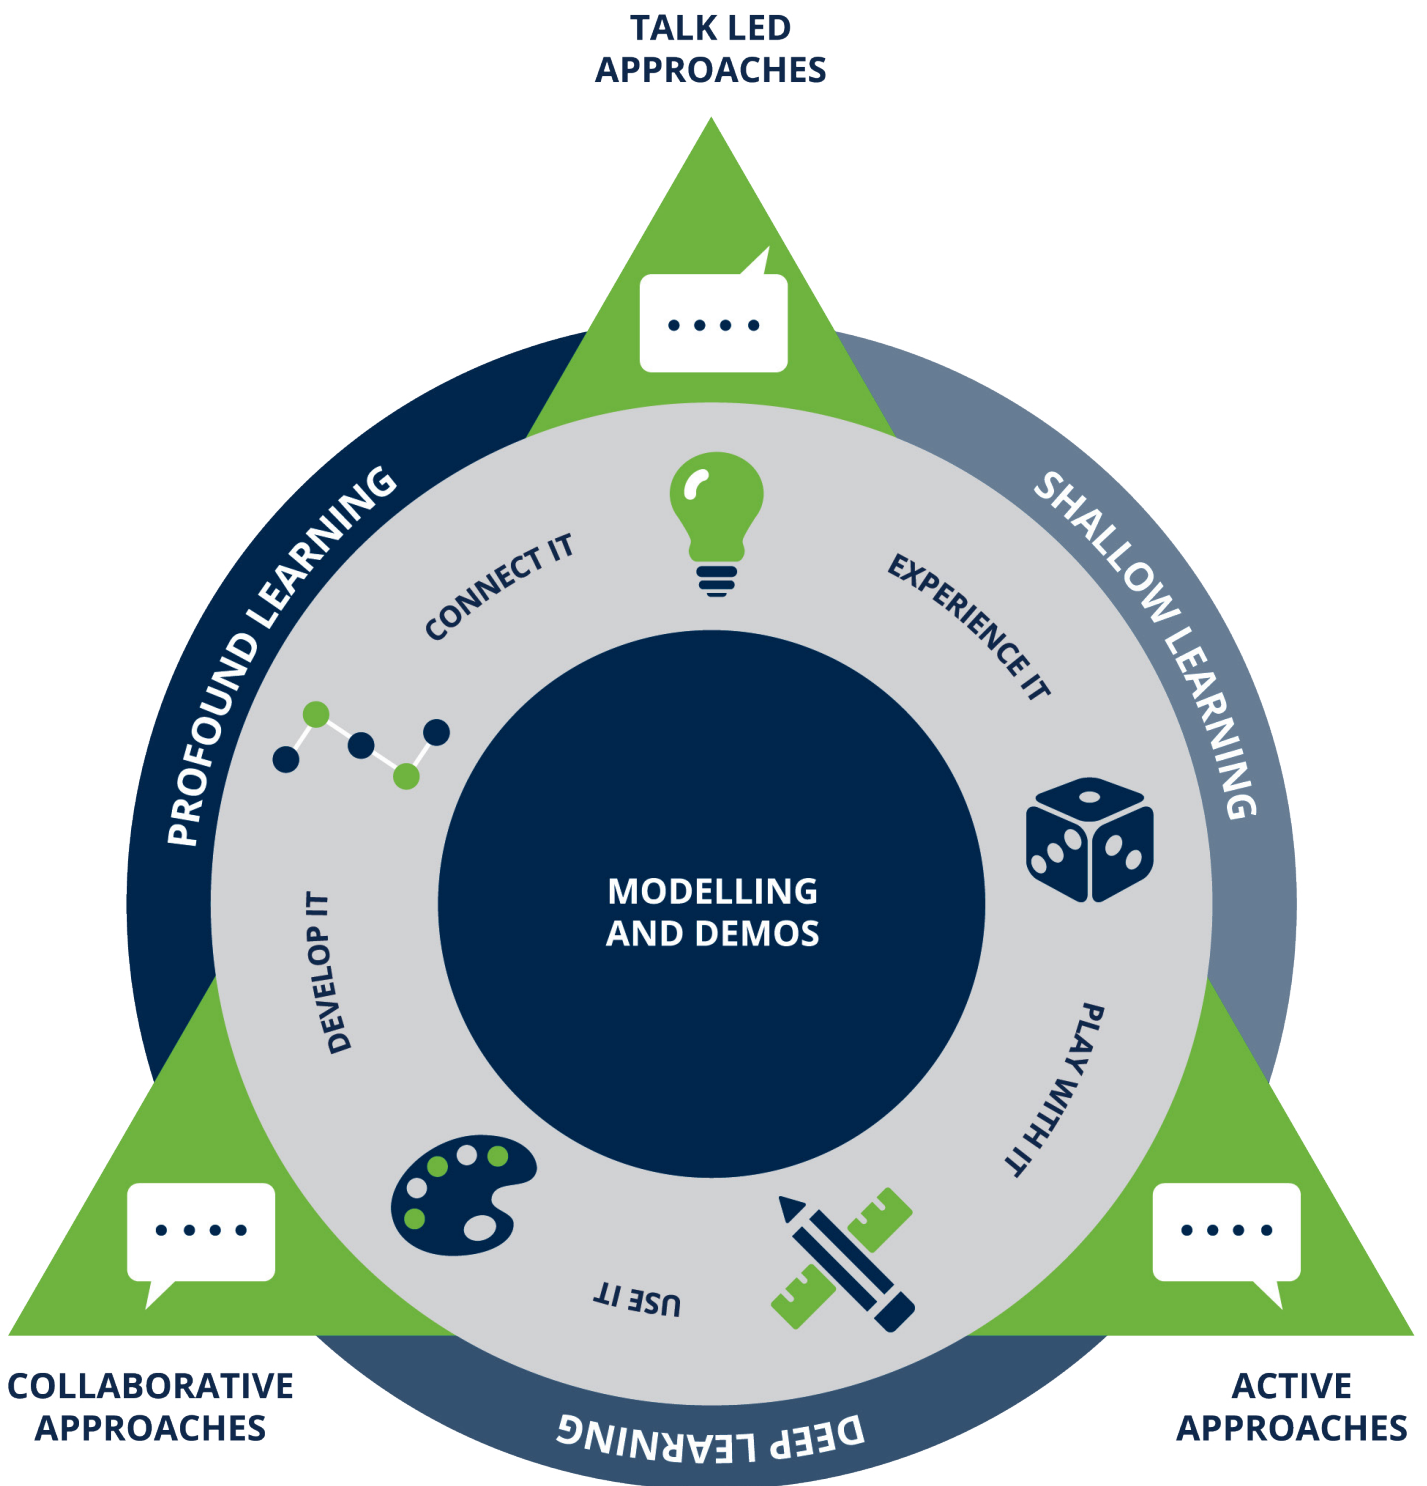 TALK LED
APPROACHES
PROFOUND LEARNING
SHALLOW LEARNING
CONNECT IT
EXPERIENCE IT
MODELLING
AND DEMOS
DEVELOP IT
PLAY WITH IT
USE IT
COLLABORATIVE
APPROACHES
ACTIVE
APPROACHES
DEEP LEARNING